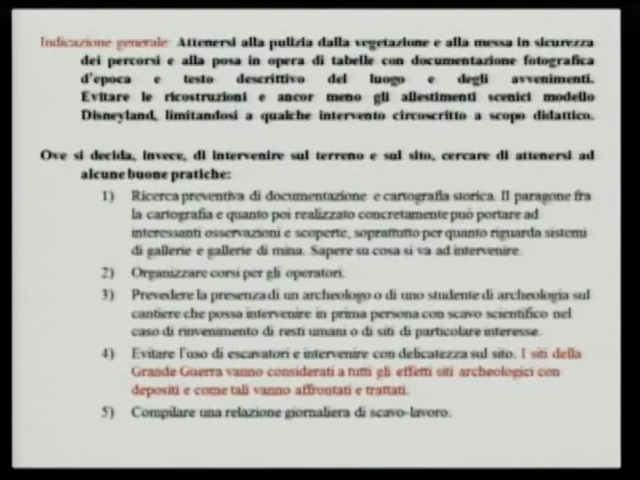 Indicazione generale: Attenersi alla pulizia dalla vegetazione e alla messa in sicurezza
dei percorsi e alla posa in opera di tabelle con documentazione fotografica
d'epoca e testo descrittivo del luogo e degli avvenimenti.
Evitare le ricostruzioni e ancor meno gli allestimenti scenici modello
Disneyland, limitandosi a qualche intervento circoscritto a scopo didattico.
Ove si decida, invece, di intervenire sul terreno e sul sito, cercare di attenersi ad
alcune buone pratiche:
1) Ricerca preventiva di documentazione e cartografia storica. Il paragone fra
la cartografia e quanto poi realizzato concretamente può portare ad
interessanti osservazioni e scoperte, soprattutto per quanto riguarda sistemi
di gallerie e gallerie di mina. Sapere su cosa si va ad intervenire.
2) Organizzare corsi per gli operatori.
3) Prevedere la presenza di un archeologo o di uno studente di archeologia sul
cantiere che possa intervenire in prima persona con scavo scientifico nel
caso di rinvenimento di resti umani o di siti di particolare interesse.
4) Evitare l'uso di escavatori e intervenire con delicatezza sul sito. I siti della
Grande Guerra vanno considerati a tutti gli effetti siti archeologici con
depositi e come tali vanno affrontati e trattati.
5) Compilare una relazione giornaliera di scavo-lavoro.